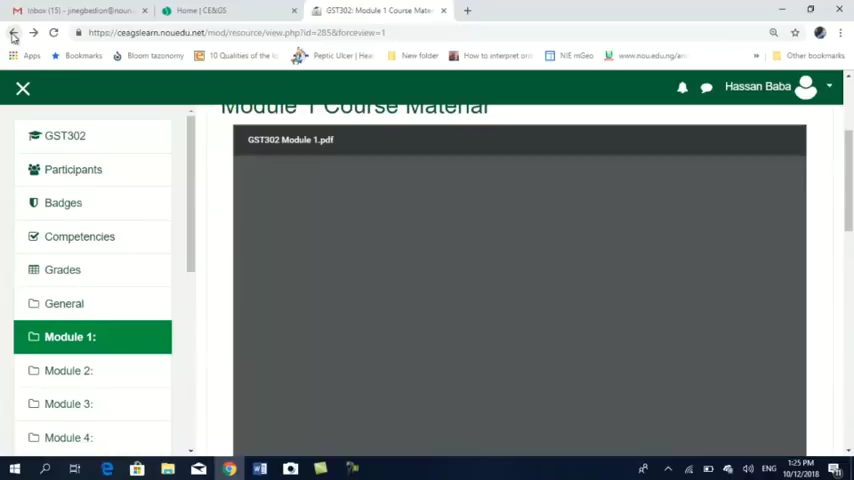 Inbox (15) - jinegbedion@noun.
Home | CE&GS
GST302: Module 1 Course Mater
https://ceagslearn.nouedu.net/mod/resource/view.php?id=285&forceview=1
Apps
Bookmarks
Bloom taxonomy
10 Qualities of the Id
Peptic Ulcer | Hea
New folder
How to interpret ord
NIE mGeo
www.nou.edu.ng/en
Other bookmarks
Hassan Baba
Module 1 Course Material
GST302 Module 1.pdf
GST302
Participants
Badges
Competencies
Grades
General
Module 1:
Module 2:
Module 3:
Module 4:
ENG
1:25 PM
10/12/2018